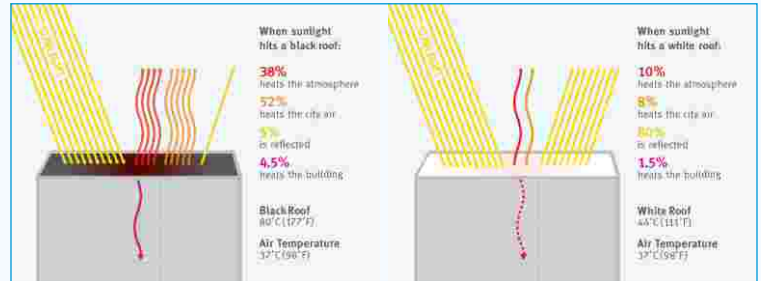 SUNLIGHT
When sunlight
hits a black roof:
38%
heats the atmosphere
52%
heats the city air
5%
is reflected
4.5%
heats the building
Black Roof
80°C (177°F)
Air Temperature
37°C (98°F)
SUNLIGHT
When sunlight
hits a white roof:
10%
heats the atmosphere
8%
heats the city air
80%
is reflected
1.5%
heats the building
White Roof
44°C (111°F)
Air Temperature
37°C (98°F)